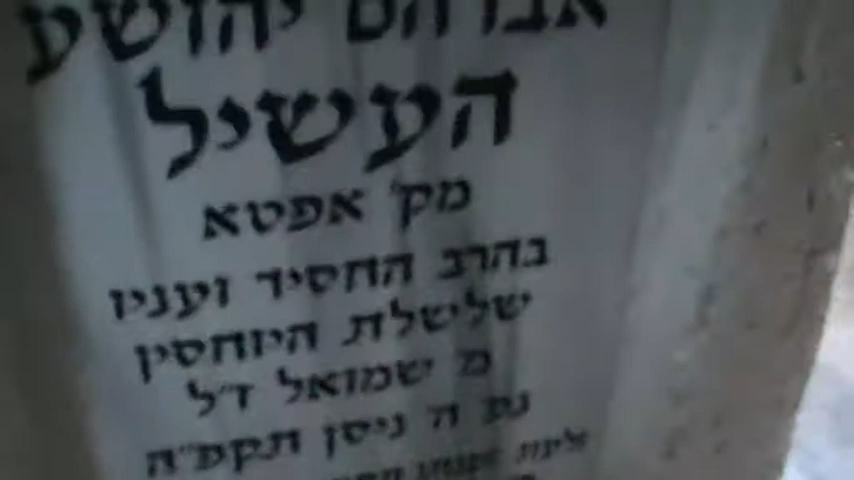 אברהם יהושע
העשיל
מק' אפטא
בהרב החסיד ועניו
שלשלת היוחסין
מ שמואל ז״ל
נפ ה ניסן תקפ״ה